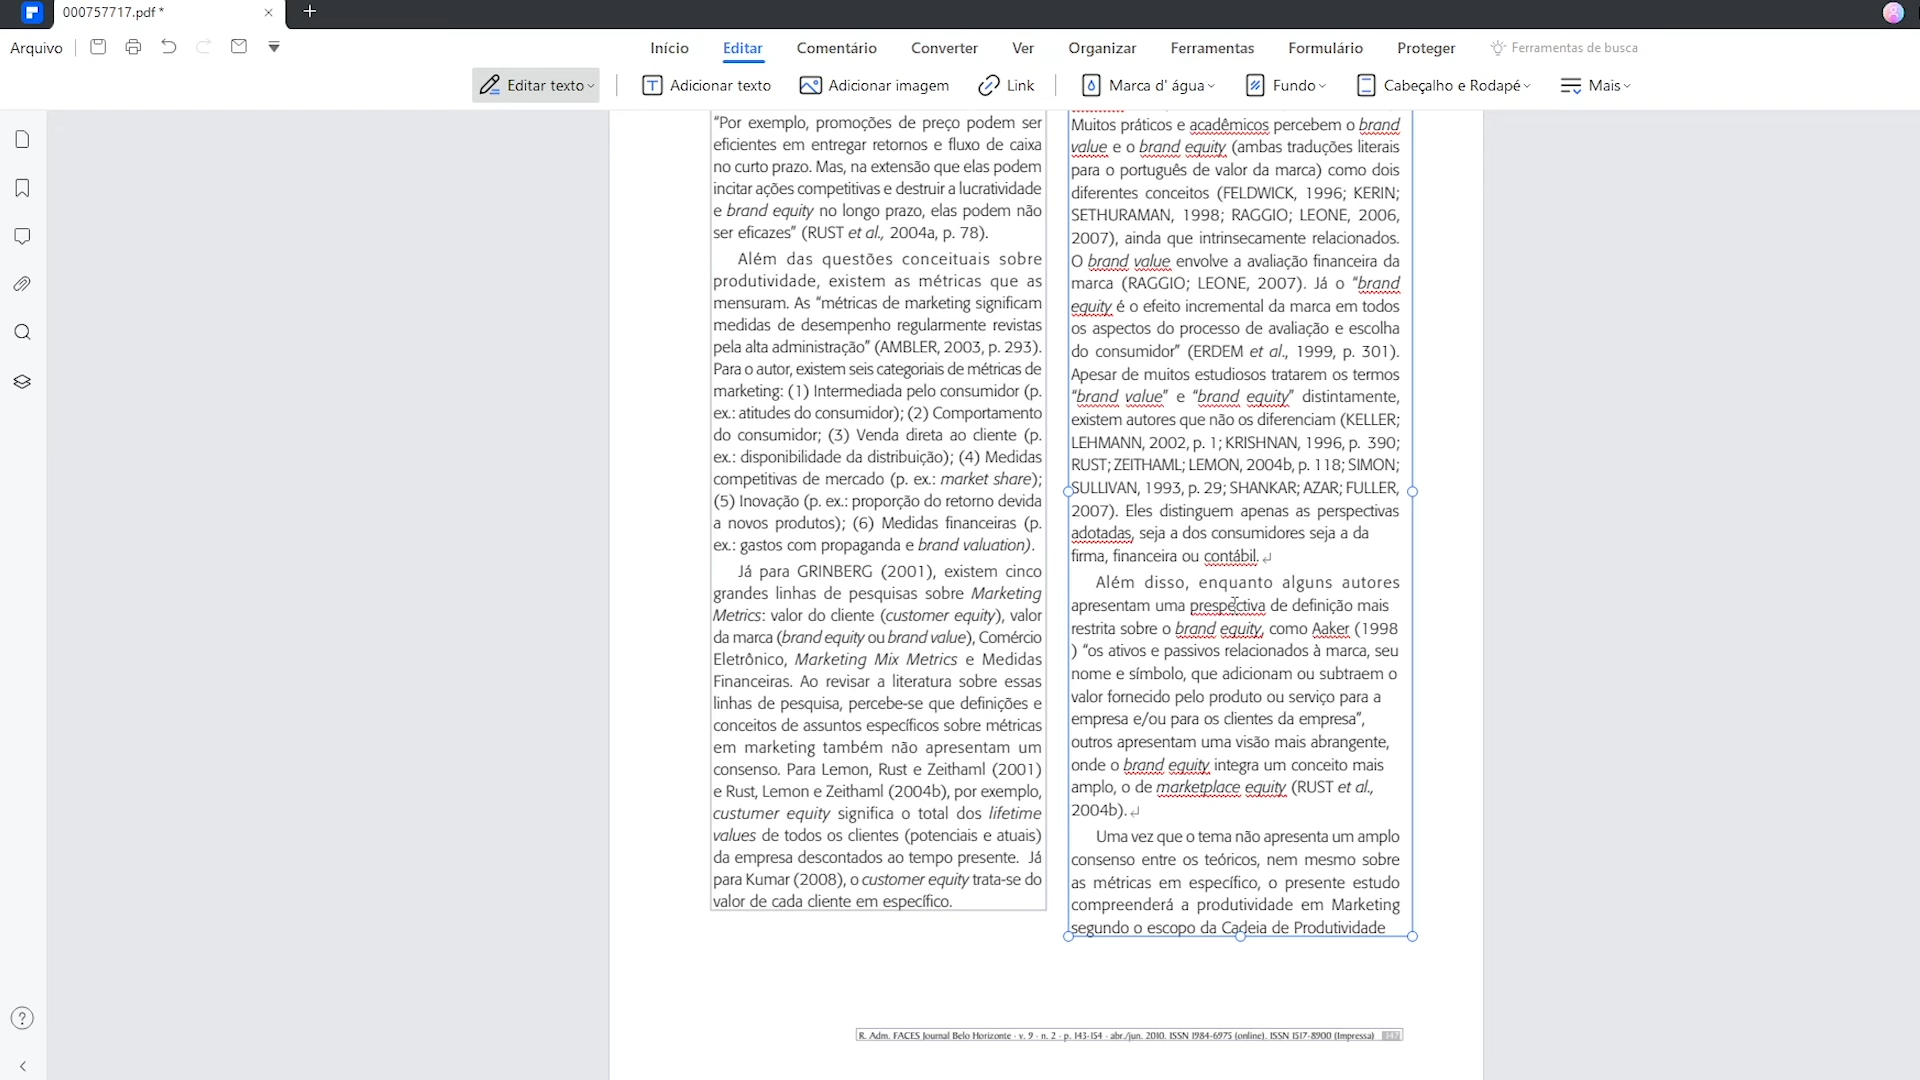 000757717.pdf *
Arquivo
Início Editar Comentário Converter Ver Organizar Ferramentas Formulário Proteger Ferramentas de busca
Editar texto Adicionar texto Adicionar imagem Link Marca d' água Fundo Cabeçalho e Rodapé Mais
“Por exemplo, promoções de preço podem ser
eficientes em entregar retornos e fluxo de caixa
no curto prazo. Mas, na extensão que elas podem
incitar ações competitivas e destruir a lucratividade
e brand equity no longo prazo, elas podem não
ser eficazes” (RUST et al., 2004a, p. 78).
Além das questões conceituais sobre
produtividade, existem as métricas que as
mensuram. As “métricas de marketing significam
medidas de desempenho regularmente revistas
pela alta administração” (AMBLER, 2003, p. 293).
Para o autor, existem seis categoriais de métricas de
marketing: (1) Intermediada pelo consumidor (p.
ex.: atitudes do consumidor); (2) Comportamento
do consumidor; (3) Venda direta ao cliente (p.
ex.: disponibilidade da distribuição); (4) Medidas
competitivas de mercado (p. ex.: market share);
(5) Inovação (p. ex.: proporção do retorno devida
a novos produtos); (6) Medidas financeiras (p.
ex.: gastos com propaganda e brand valuation).
Já para GRINBERG (2001), existem cinco
grandes linhas de pesquisas sobre Marketing
Metrics: valor do cliente (customer equity), valor
da marca (brand equity ou brand value), Comércio
Eletrônico, Marketing Mix Metrics e Medidas
Financeiras. Ao revisar a literatura sobre essas
linhas de pesquisa, percebe-se que definições e
conceitos de assuntos específicos sobre métricas
em marketing também não apresentam um
consenso. Para Lemon, Rust e Zeithaml (2001)
e Rust, Lemon e Zeithaml (2004b), por exemplo,
custumer equity significa o total dos lifetime
values de todos os clientes (potenciais e atuais)
da empresa descontados ao tempo presente. Já
para Kumar (2008), o customer equity trata-se do
valor de cada cliente em específico.
Muitos práticos e acadêmicos percebem o brand
value e o brand equity (ambas traduções literais
para o português de valor da marca) como dois
diferentes conceitos (FELDWICK, 1996; KERIN;
SETHURAMAN, 1998; RAGGIO; LEONE, 2006,
2007), ainda que intrinsecamente relacionados.
O brand value envolve a avaliação financeira da
marca (RAGGIO; LEONE, 2007). Já o “brand
equity é o efeito incremental da marca em todos
os aspectos do processo de avaliação e escolha
do consumidor” (ERDEM et al., 1999, p. 301).
Apesar de muitos estudiosos tratarem os termos
“brand value” e “brand equity” distintamente,
existem autores que não os diferenciam (KELLER;
LEHMANN, 2002, p. 1; KRISHNAN, 1996, p. 390;
RUST; ZEITHAML; LEMON, 2004b, p. 118; SIMON;
SULLIVAN, 1993, p. 29; SHANKAR; AZAR; FULLER,
2007). Eles distinguem apenas as perspectivas
adotadas, seja a dos consumidores seja a da
firma, financeira ou contábil.
Além disso, enquanto alguns autores
apresentam uma prespectiva de definição mais
restrita sobre o brand equity, como Aaker (1998
) “os ativos e passivos relacionados à marca, seu
nome e símbolo, que adicionam ou subtraem o
valor fornecido pelo produto ou serviço para a
empresa e/ou para os clientes da empresa”,
outros apresentam uma visão mais abrangente,
onde o brand equity integra um conceito mais
amplo, o de marketplace equity (RUST et al.,
2004b).
Uma vez que o tema não apresenta um amplo
consenso entre os teóricos, nem mesmo sobre
as métricas em específico, o presente estudo
compreenderá a produtividade em Marketing
segundo o escopo da Cadeia de Produtividade
R. Adm. FACES Journal Belo Horizonte · v. 9 · n. 2 · p. 143-154 · abr./jun. 2010. ISSN 1984-6975 (online). ISSN 1517-8900 (Impressa) 147